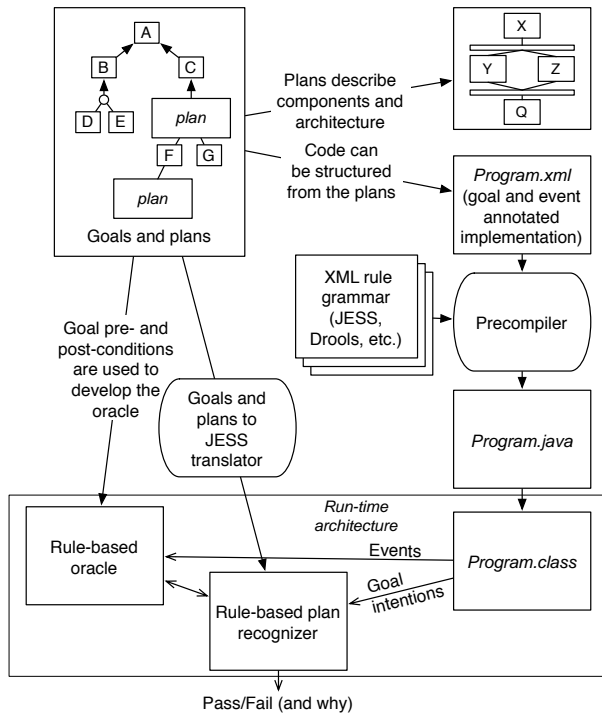 A
B
C
D
E
plan
F
G
plan
Goals and plans
Plans describe
components and
architecture
Code can
be structured
from the plans
X
Y
Z
Q
Program.xml
(goal and event
annotated
implementation)
XML rule
grammar
(JESS,
Drools, etc.)
Precompiler
Goal pre- and
post-conditions
are used to
develop the
oracle
Goals and
plans to
JESS
translator
Program.java
Run-time
architecture
Rule-based
oracle
Events
Program.class
Goal
intentions
Rule-based plan
recognizer
Pass/Fail (and why)